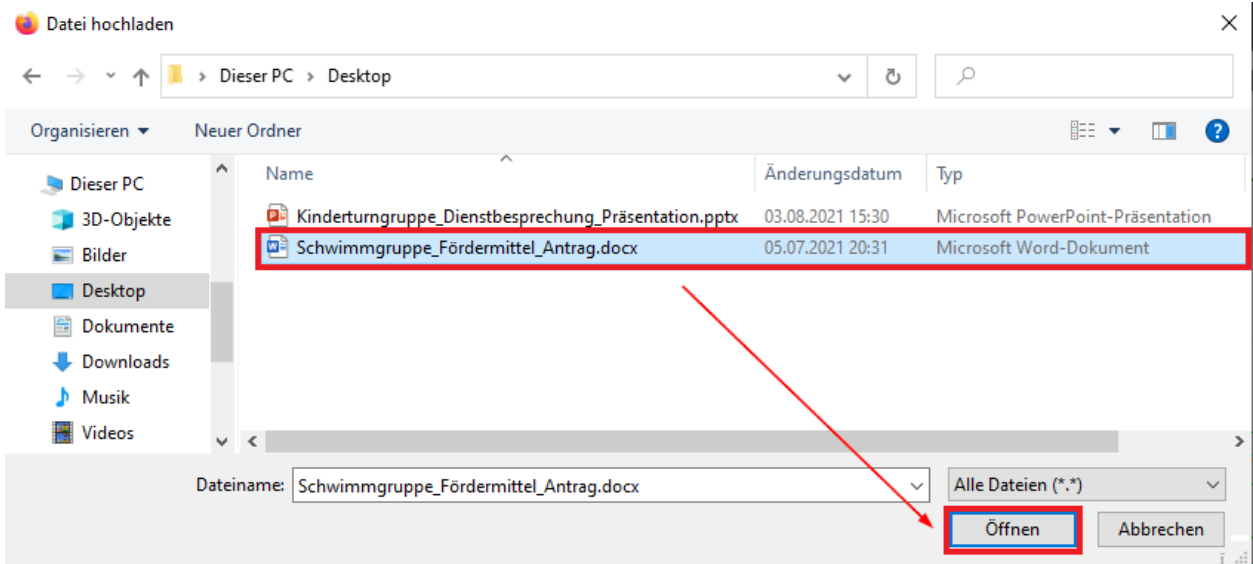 Datei hochladen
Dieser PC > Desktop
Organisieren Neuer Ordner
Name Änderungsdatum Typ
Kinderturngruppe_Dienstbesprechung_Präsentation.pptx 03.08.2021 15:30 Microsoft PowerPoint-Präsentation
Schwimmgruppe_Fördermittel_Antrag.docx 05.07.2021 20:31 Microsoft Word-Dokument
Dieser PC
3D-Objekte
Bilder
Desktop
Dokumente
Downloads
Musik
Videos
Dateiname: Schwimmgruppe_Fördermittel_Antrag.docx Alle Dateien (*.*)
Öffnen Abbrechen